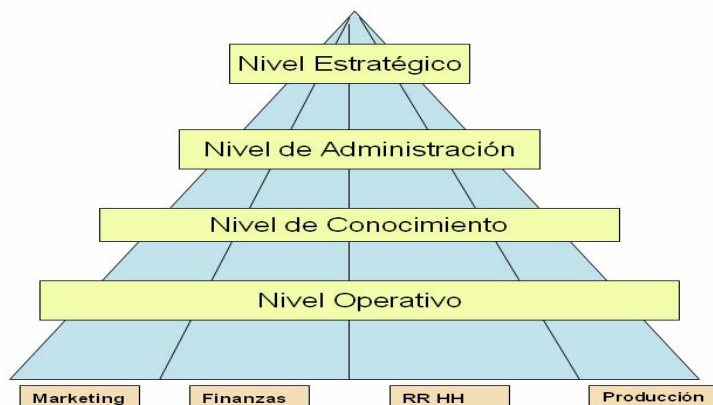 Nivel Estratégico
Nivel de Administración
Nivel de Conocimiento
Nivel Operativo
Marketing
Finanzas
RR HH
Producción